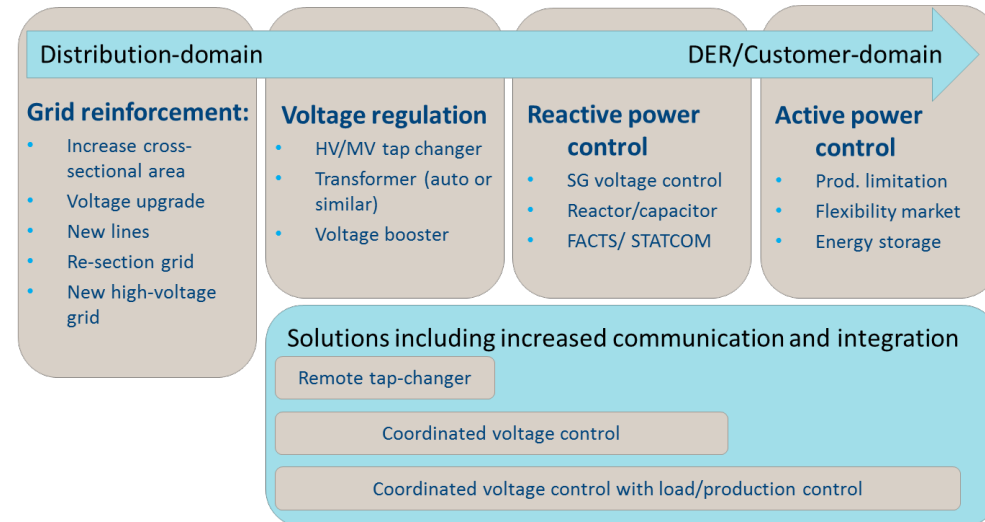 Distribution-domain
DER/Customer-domain
Grid reinforcement:
• Increase cross-
sectional area
• Voltage upgrade
• New lines
• Re-section grid
• New high-voltage
grid
Voltage regulation
• HV/MV tap changer
• Transformer (auto or
similar)
• Voltage booster
Reactive power
control
• SG voltage control
• Reactor/capacitor
• FACTS/ STATCOM
Active power
control
• Prod. limitation
• Flexibility market
• Energy storage
Solutions including increased communication and integration
Remote tap-changer
Coordinated voltage control
Coordinated voltage control with load/production control